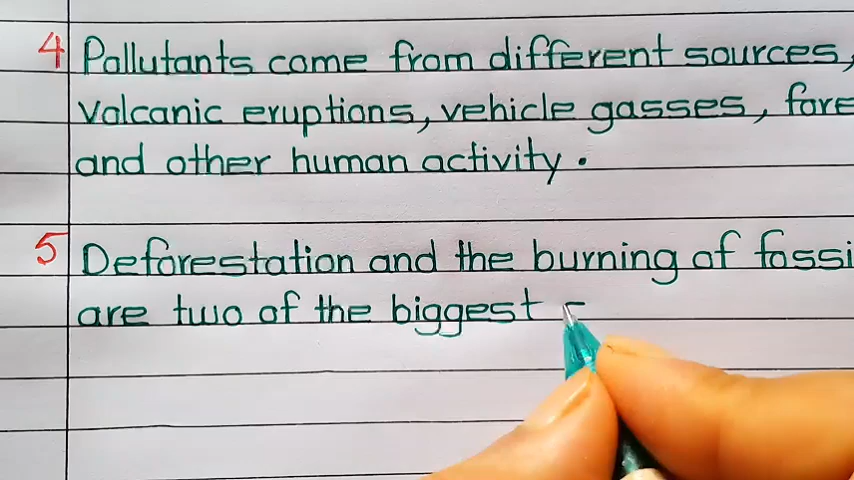 4 Pollutants come from different sources,
Volcanic eruptions, vehicle gasses,
and other human activity.
5 Deforestation and the burning of
are two of the biggest